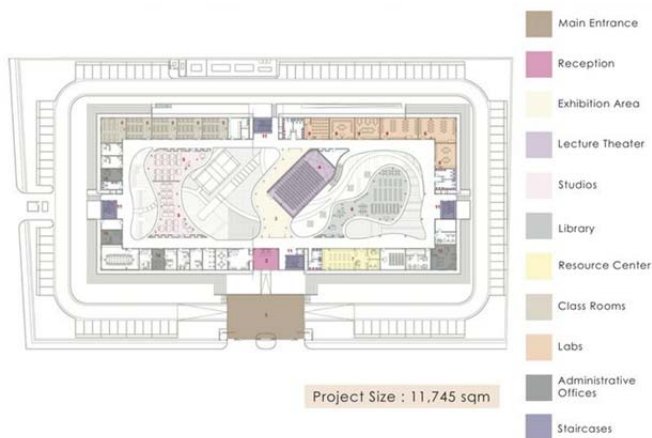 Main Entrance
Reception
Exhibition Area
Lecture Theater
Studios
Library
Resource Center
Class Rooms
Labs
Administrative
Offices
Staircases
Project Size : 11,745 sqm